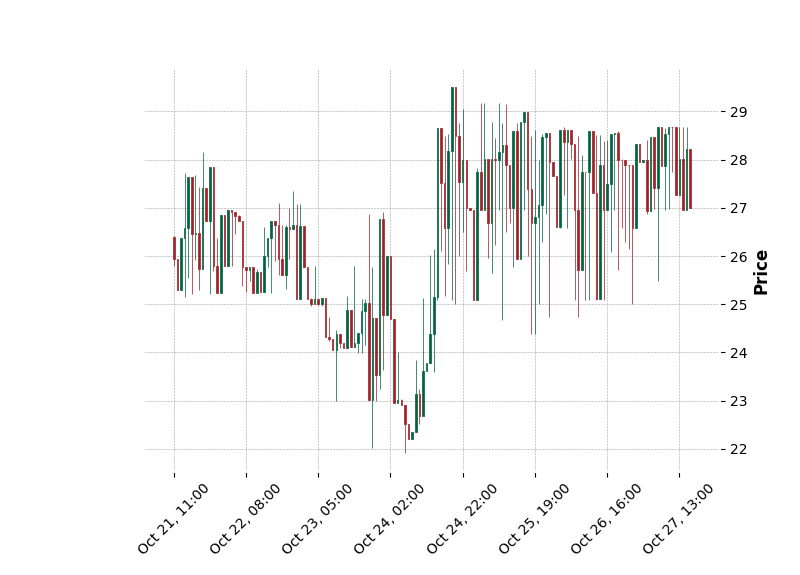 29
28
27
26
25
24
23
22
Price
Oct 21, 11:00
Oct 22, 08:00
Oct 23, 05:00
Oct 24, 02:00
Oct 24, 22:00
Oct 25, 19:00
Oct 26, 16:00
Oct 27, 13:00